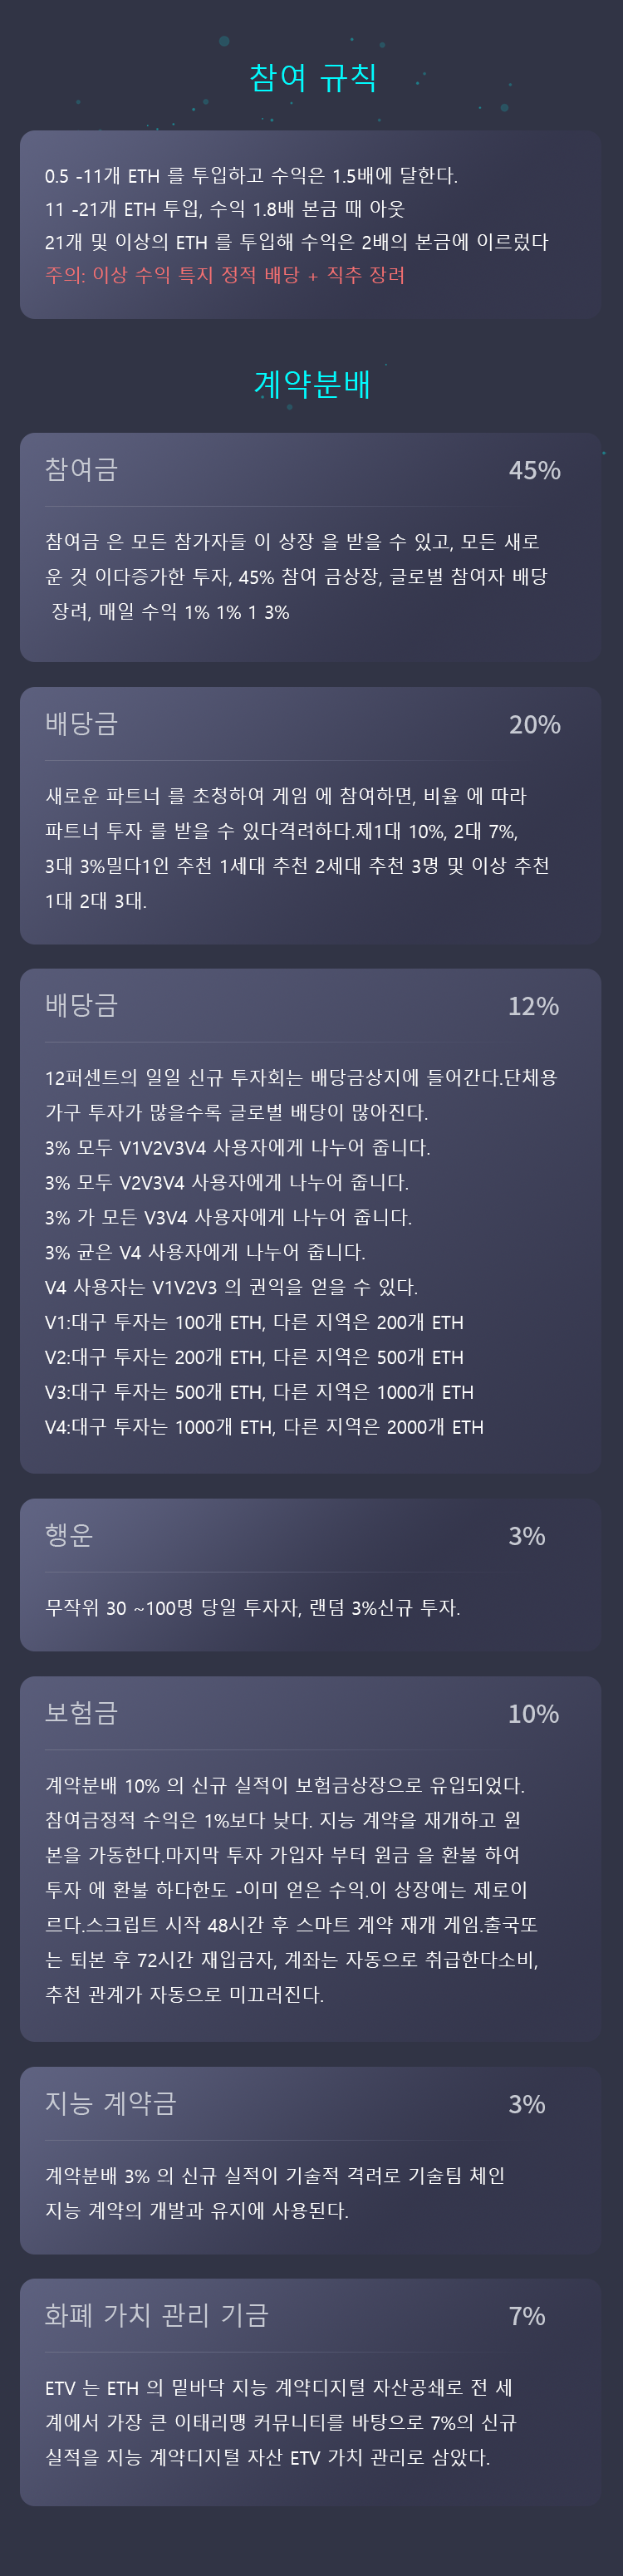 참여 규칙
0.5 -11개 ETH 를 투입하고 수익은 1.5배에 달한다.
11 -21개 ETH 투입, 수익 1.8배 본금 때 아웃
21개 및 이상의 ETH 를 투입해 수익은 2배의 본금에 이르렀다
주의: 이상 수익 특지 정적 배당 + 직추 장려
계약분배
참여금 45%
참여금 은 모든 참가자들 이 상장 을 받을 수 있고, 모든 새로
운 것 이다증가한 투자, 45% 참여 금상장, 글로벌 참여자 배당
장려, 매일 수익 1% 1% 1 3%
배당금 20%
새로운 파트너 를 초청하여 게임 에 참여하면, 비율 에 따라
파트너 투자 를 받을 수 있다격려하다.제1대 10%, 2대 7%,
3대 3%밀다1인 추천 1세대 추천 2세대 추천 3명 및 이상 추천
1대 2대 3대.
배당금 12%
12퍼센트의 일일 신규 투자회는 배당금상지에 들어간다.단체용
가구 투자가 많을수록 글로벌 배당이 많아진다.
3% 모두 V1V2V3V4 사용자에게 나누어 줍니다.
3% 모두 V2V3V4 사용자에게 나누어 줍니다.
3% 가 모든 V3V4 사용자에게 나누어 줍니다.
3% 균은 V4 사용자에게 나누어 줍니다.
V4 사용자는 V1V2V3 의 권익을 얻을 수 있다.
V1:대구 투자는 100개 ETH, 다른 지역은 200개 ETH
V2:대구 투자는 200개 ETH, 다른 지역은 500개 ETH
V3:대구 투자는 500개 ETH, 다른 지역은 1000개 ETH
V4:대구 투자는 1000개 ETH, 다른 지역은 2000개 ETH
행운 3%
무작위 30 ~100명 당일 투자자, 랜덤 3%신규 투자.
보험금 10%
계약분배 10% 의 신규 실적이 보험금상장으로 유입되었다.
참여금정적 수익은 1%보다 낮다. 지능 계약을 재개하고 원
본을 가동한다.마지막 투자 가입자 부터 원금 을 환불 하여
투자 에 환불 하다한도 -이미 얻은 수익.이 상장에는 제로이
르다.스크립트 시작 48시간 후 스마트 계약 재개 게임.출국또
는 퇴본 후 72시간 재입금자, 계좌는 자동으로 취급한다소비,
추천 관계가 자동으로 미끄러진다.
지능 계약금 3%
계약분배 3% 의 신규 실적이 기술적 격려로 기술팀 체인
지능 계약의 개발과 유지에 사용된다.
화폐 가치 관리 기금 7%
ETV 는 ETH 의 밑바닥 지능 계약디지털 자산공쇄로 전 세
계에서 가장 큰 이태리맹 커뮤니티를 바탕으로 7%의 신규
실적을 지능 계약디지털 자산 ETV 가치 관리로 삼았다.